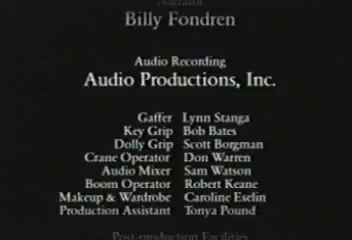 Narrator
Billy Fondren
Audio Recording
Audio Productions, Inc.
Gaffer Lynn Stanga
Key Grip Bob Bates
Dolly Grip Scott Borgman
Crane Operator Don Warren
Audio Mixer Sam Watson
Boom Operator Robert Keane
Makeup & Wardrobe Caroline Eselin
Production Assistant Tonya Pound
Post-production Facilities